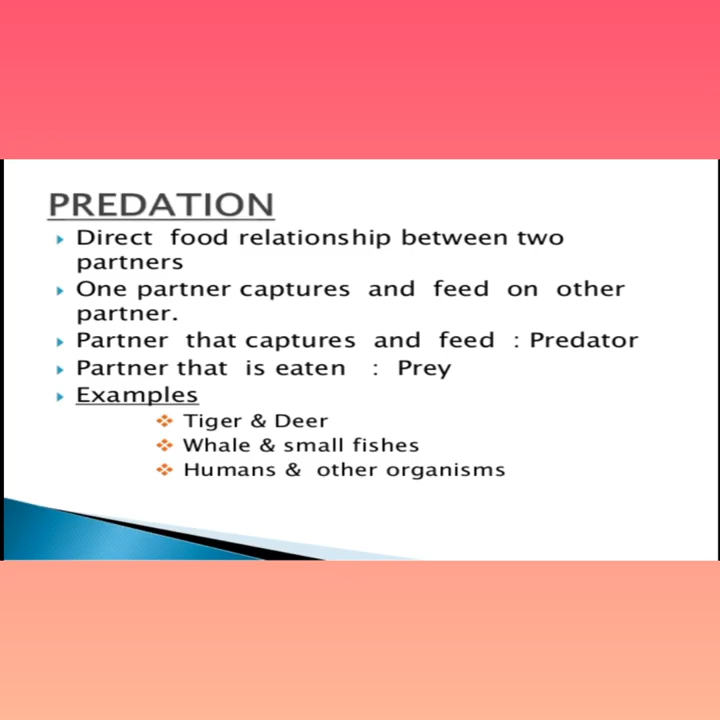 PREDATION
Direct food relationship between two
partners
One partner captures and feed on other
partner.
Partner that captures and feed : Predator
Partner that is eaten : Prey
Examples
Tiger & Deer
Whale & small fishes
Humans & other organisms